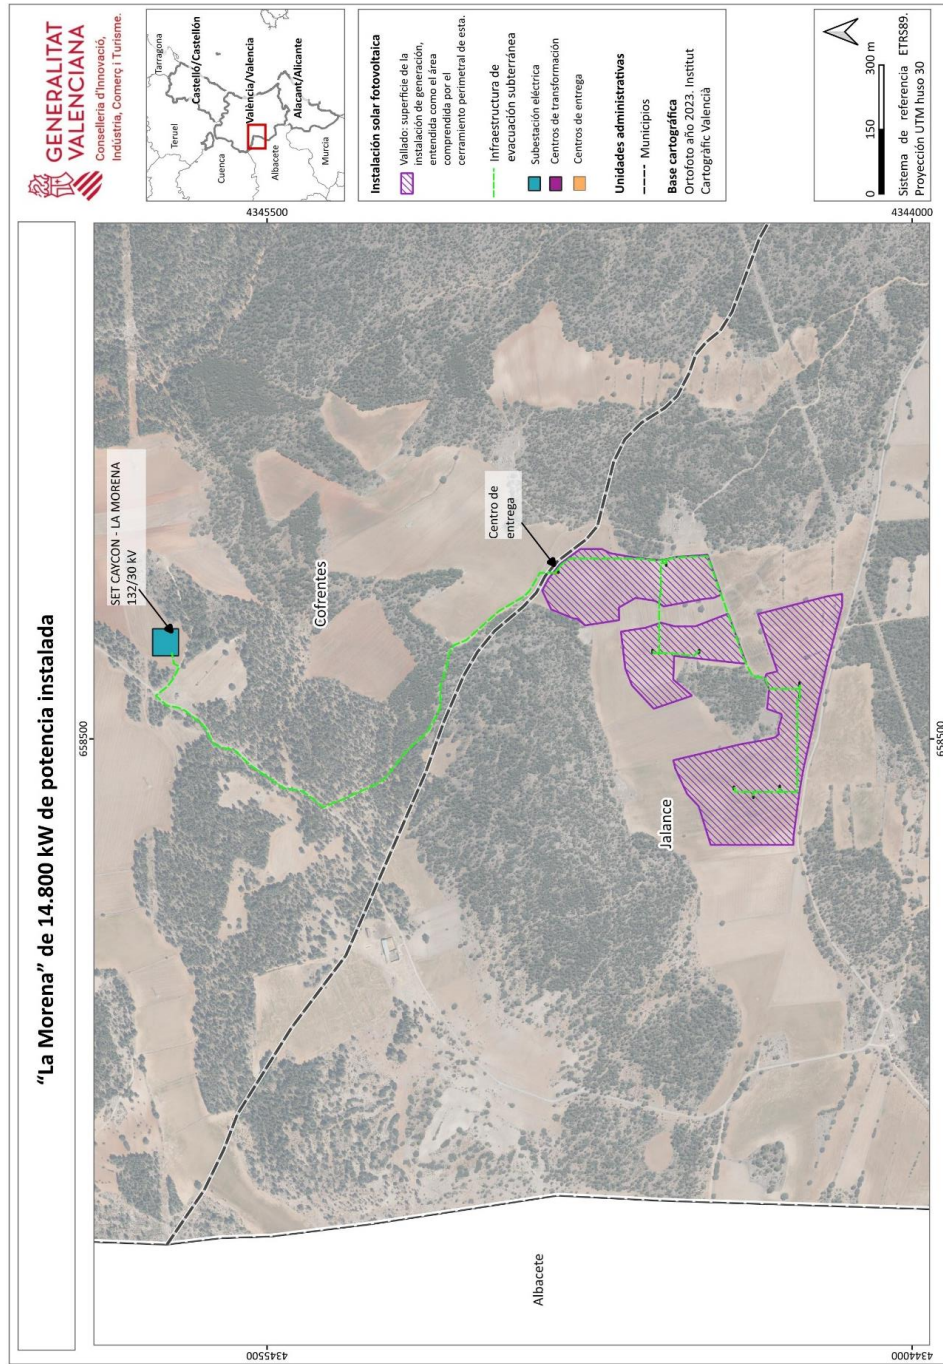 "La Morena" de 14.800 kW de potencia instalada
GENERALITAT
VALENCIANA
Conselleria d'Innovació,
Indústria, Comerç i Turisme.
Tarragona
Teruel
Castelló/Castellón
Cuenca
València/Valencia
Albacete
Alacant/Alicante
Murcia
Instalación solar fotovoltaica
Vallado: superficie de la
instalación de generación,
entendida como el área
comprendida por el
cerramiento perimetral de esta.
Infraestructura de
evacuación subterránea
Subestación eléctrica
Centros de transformación
Centros de entrega
Unidades administrativas
Municipios
Base cartográfica
Ortofoto año 2023. Institut
Cartogràfic Valencià
0 150 300 m
Sistema de referencia ETRS89.
Proyección UTM huso 30
658500
4345500
4345500
SET CAYCON - LA MORENA
132/30 kV
Cofrentes
Centro de
entrega
Jalance
Albacete
4344000
4344000
658500